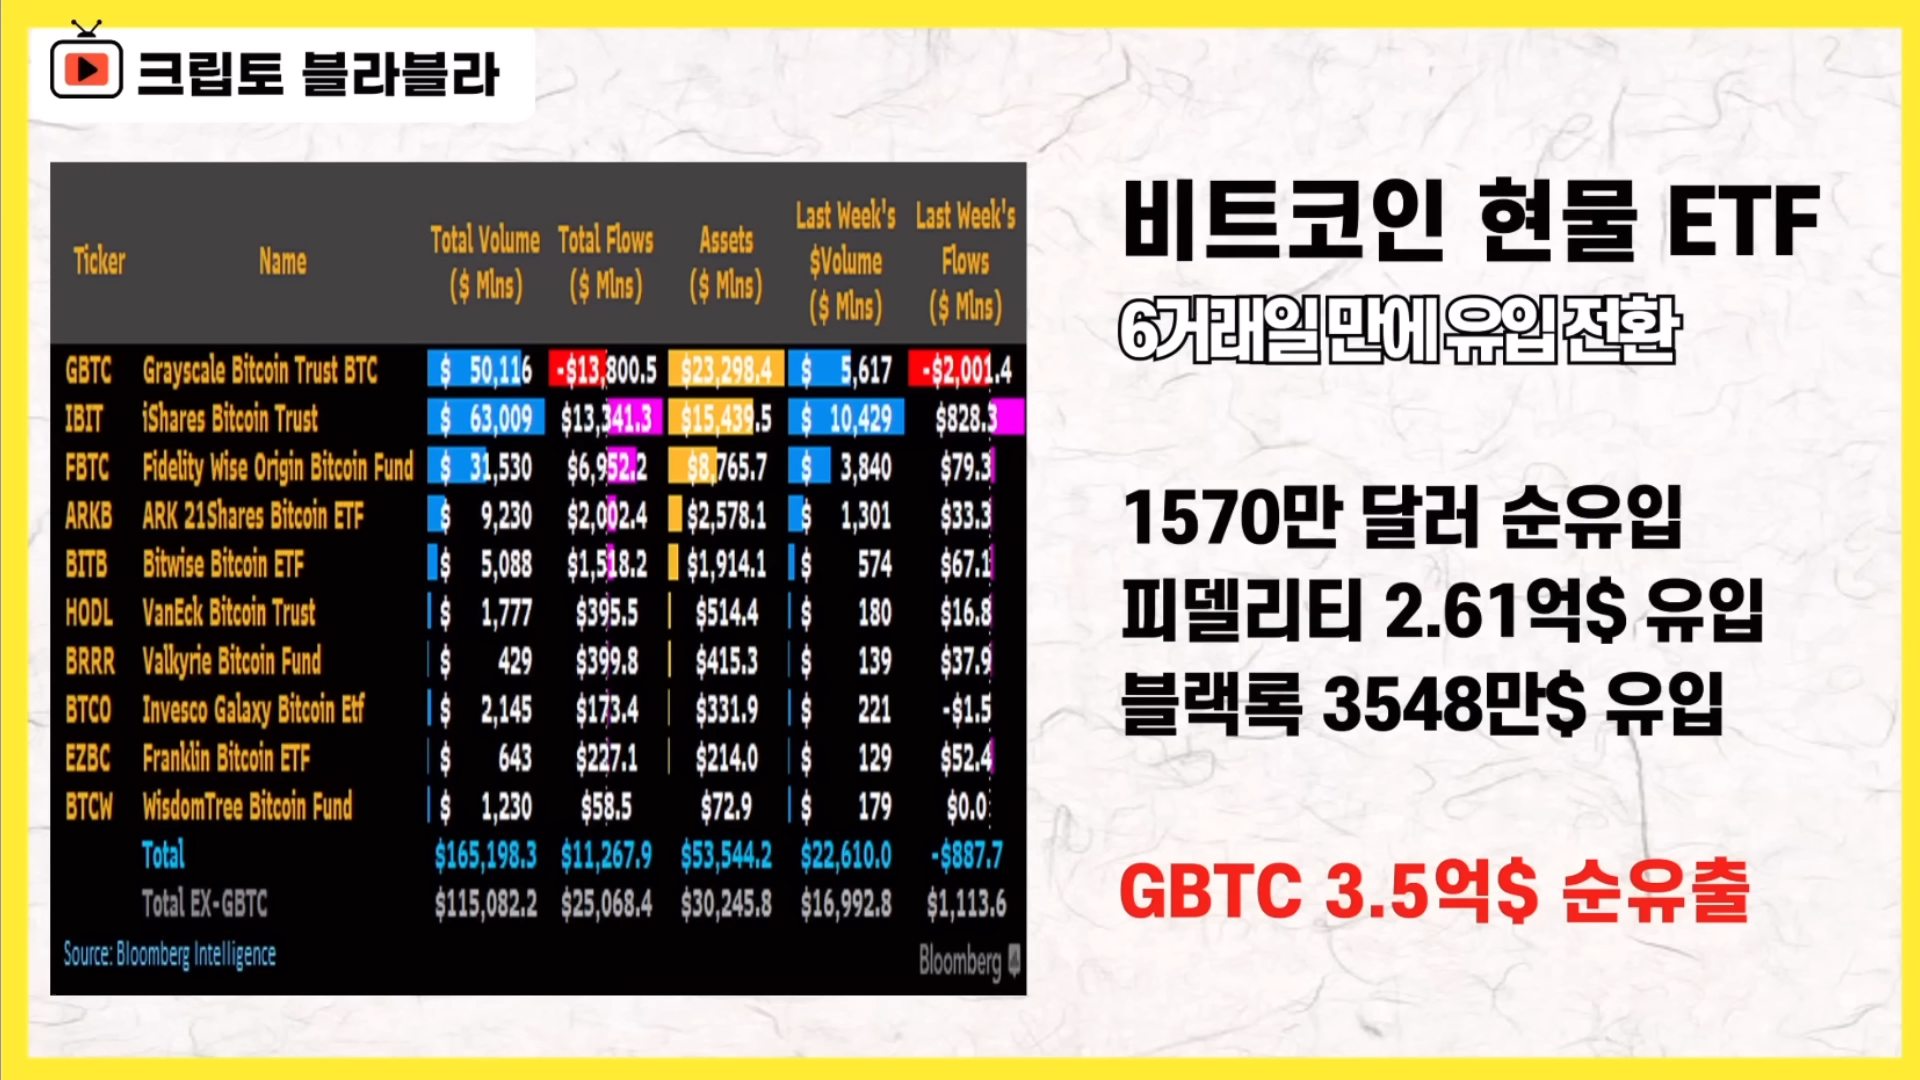 크립토 블라블라
비트코인 현물 ETF
6거래일 만에 유입 전환
1570만 달러 순유입
피델리티 2.61억$ 유입
블랙록 3548만$ 유입
GBTC 3.5억$ 순유출
Ticker Name Total Volume ($ Mlns) Total Flows ($ Mlns) Assets ($ Mlns) Last Week's $Volume ($ Mlns) Last Week's Flows ($ Mlns)
GBTC Grayscale Bitcoin Trust BTC $ 50,116 -$13,800.5 $23,298.4 $ 5,617 -$2,001.4
IBIT iShares Bitcoin Trust $ 63,009 $13,341.3 $15,439.5 $ 10,429 $828.3
FBTC Fidelity Wise Origin Bitcoin Fund $ 31,530 $6,952.2 $8,765.7 $ 3,840 $79.3
ARKB ARK 21Shares Bitcoin ETF $ 9,230 $2,002.4 $2,578.1 $ 1,301 $33.3
BITB Bitwise Bitcoin ETF $ 5,088 $1,518.2 $1,914.1 $ 574 $67.1
HODL VanEck Bitcoin Trust $ 1,777 $395.5 $514.4 $ 180 $16.8
BRRR Valkyrie Bitcoin Fund $ 429 $399.8 $415.3 $ 139 $37.9
BTCO Invesco Galaxy Bitcoin Etf $ 2,145 $173.4 $331.9 $ 221 -$1.5
EZBC Franklin Bitcoin ETF $ 643 $227.1 $214.0 $ 129 $52.4
BTCW WisdomTree Bitcoin Fund $ 1,230 $58.5 $72.9 $ 179 $0.0
Total $165,198.3 $11,267.9 $53,544.2 $22,610.0 -$887.7
Total EX-GBTC $115,082.2 $25,068.4 $30,245.8 $16,992.8 $1,113.6
Source: Bloomberg Intelligence
Bloomberg